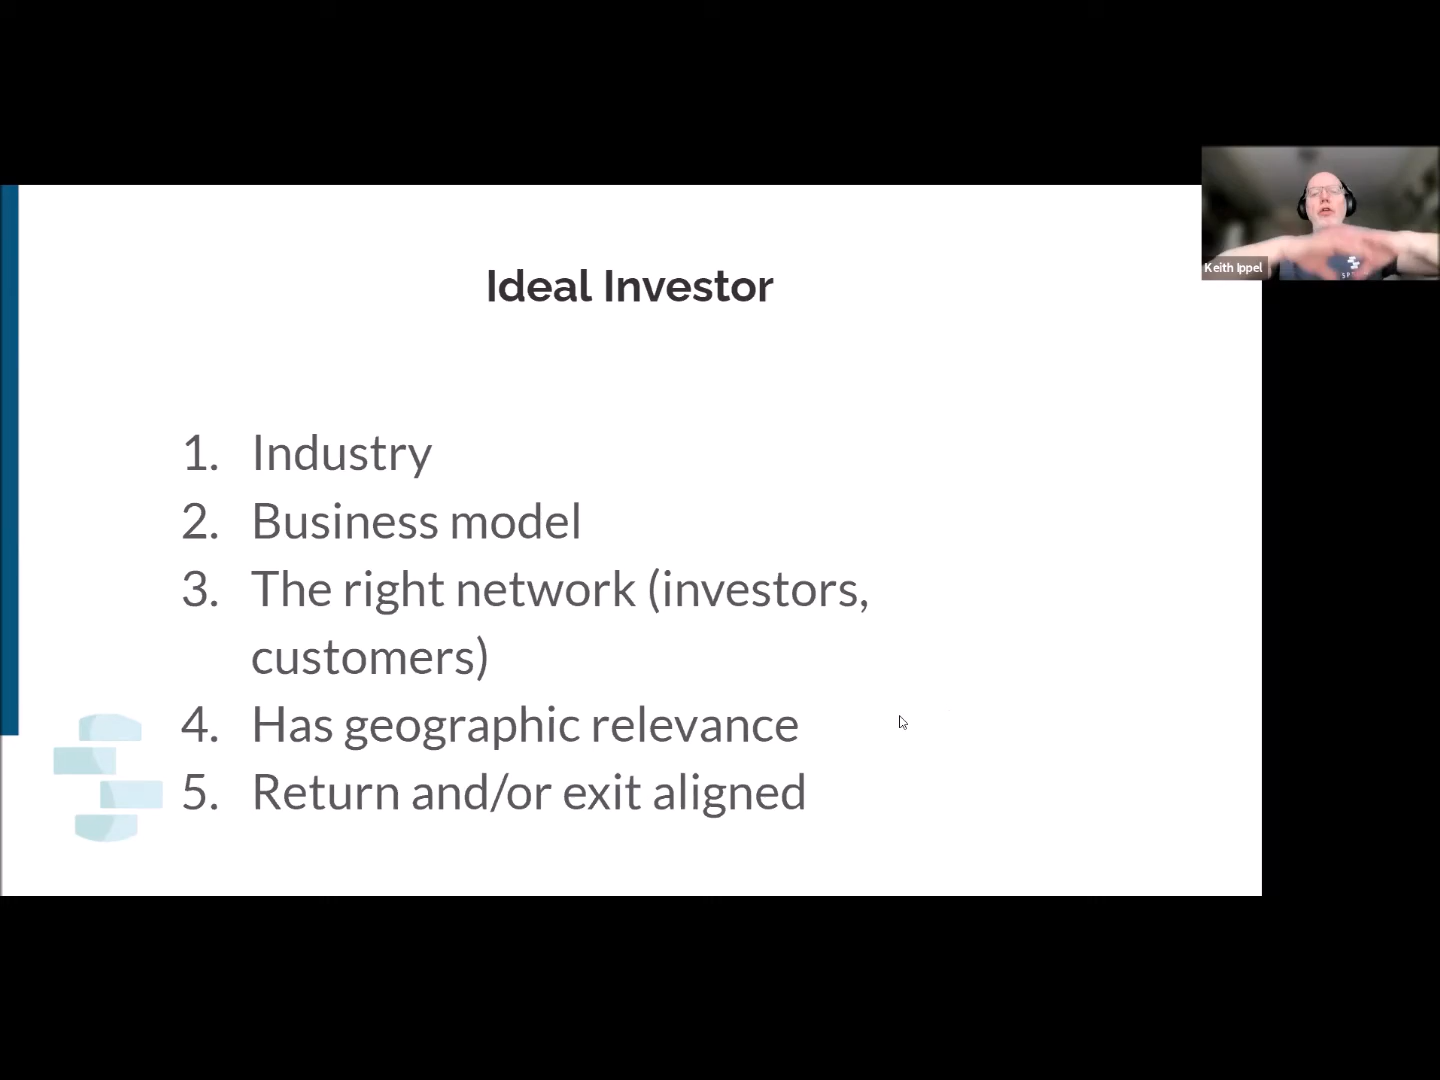 Keith Ippel
Ideal Investor
1. Industry
2. Business model
3. The right network (investors,
customers)
4. Has geographic relevance
5. Return and/or exit aligned